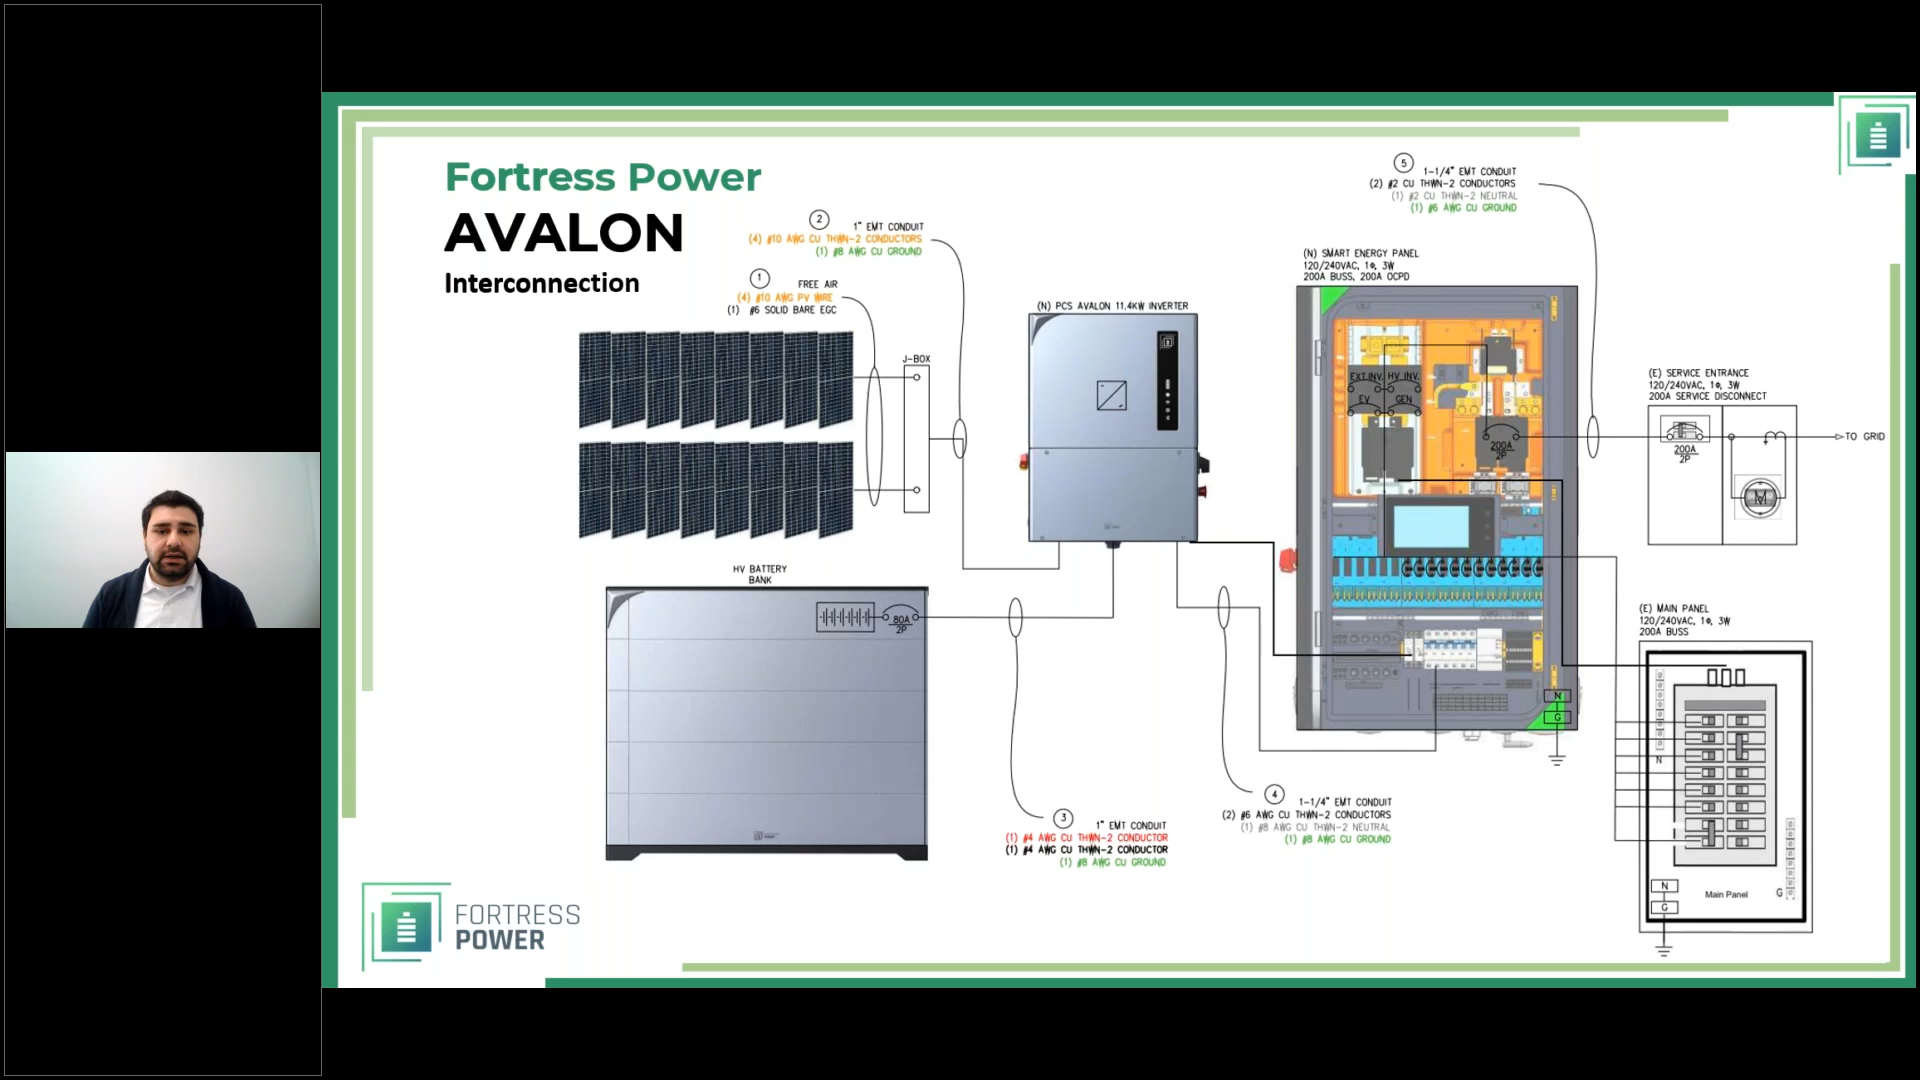 Fortress Power
AVALON
Interconnection
2
1" EMT CONDUIT
(4) #10 AWG CU THWN-2 CONDUCTORS
(1) #8 AWG CU GROUND
1
FREE AIR
(4) #10 AWG PV WIRE
(1) #6 SOLID BARE EGC
J-BOX
(N) PCS AVALON 11.4KW INVERTER
5
1-1/4" EMT CONDUIT
(2) #2 CU THWN-2 CONDUCTORS
(1) #2 CU THWN-2 NEUTRAL
(1) #6 AWG CU GROUND
(N) SMART ENERGY PANEL
120/240VAC, 1Φ, 3W
200A BUSS, 200A OCPD
EXT.INV. HV INV.
EV GEN
200A
2P
(E) SERVICE ENTRANCE
120/240VAC, 1Φ, 3W
200A SERVICE DISCONNECT
200A
2P
M
TO GRID
HV BATTERY
BANK
80A
2P
N
G
(E) MAIN PANEL
120/240VAC, 1Φ, 3W
200A BUSS
N
N
G
Main Panel
G
3
1" EMT CONDUIT
(1) #4 AWG CU THWN-2 CONDUCTOR
(1) #4 AWG CU THWN-2 CONDUCTOR
(1) #8 AWG CU GROUND
4
1-1/4" EMT CONDUIT
(2) #6 AWG CU THWN-2 CONDUCTORS
(1) #8 AWG CU THWN-2 NEUTRAL
(1) #8 AWG CU GROUND
FORTRESS
POWER